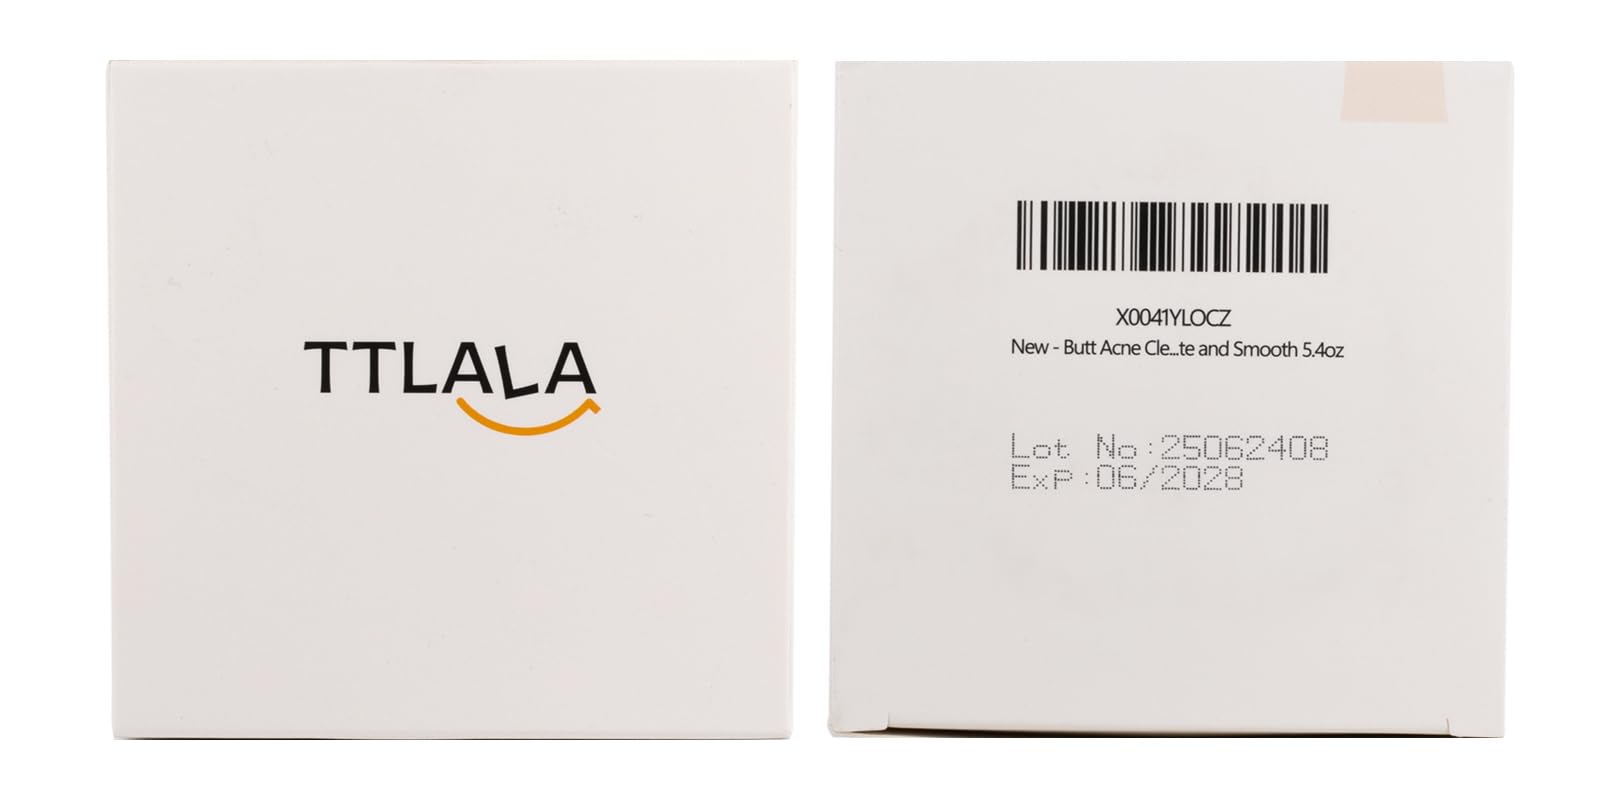 TTLALA
X0041YLOCZ
New - Butt Acne Cle...te and Smooth 5.4oz
Lot No:25062408
Exp:06/2028